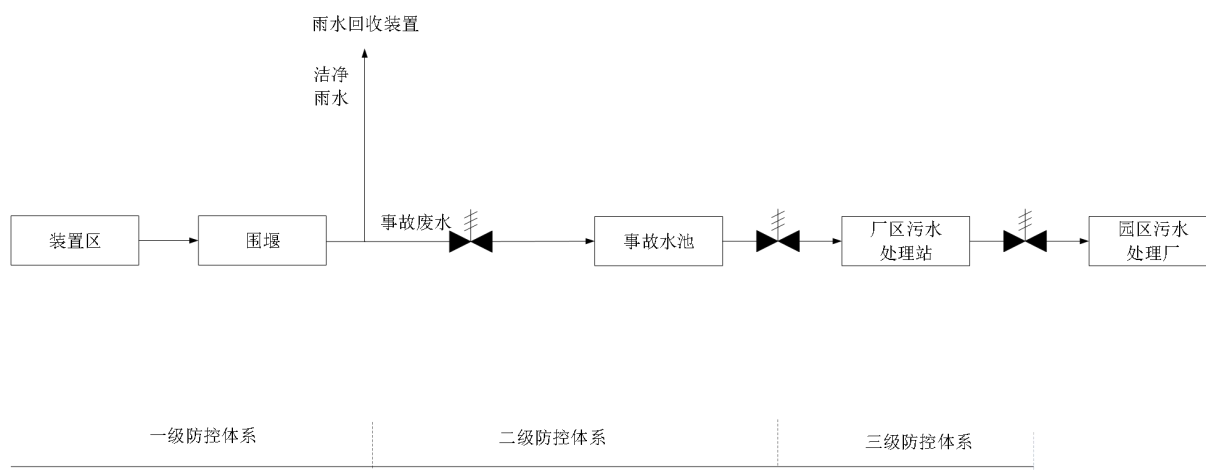 雨水回收装置
洁净
雨水
事故废水
装置区
围堰
事故水池
厂区污水
处理站
园区污水
处理厂
一级防控体系
二级防控体系
三级防控体系